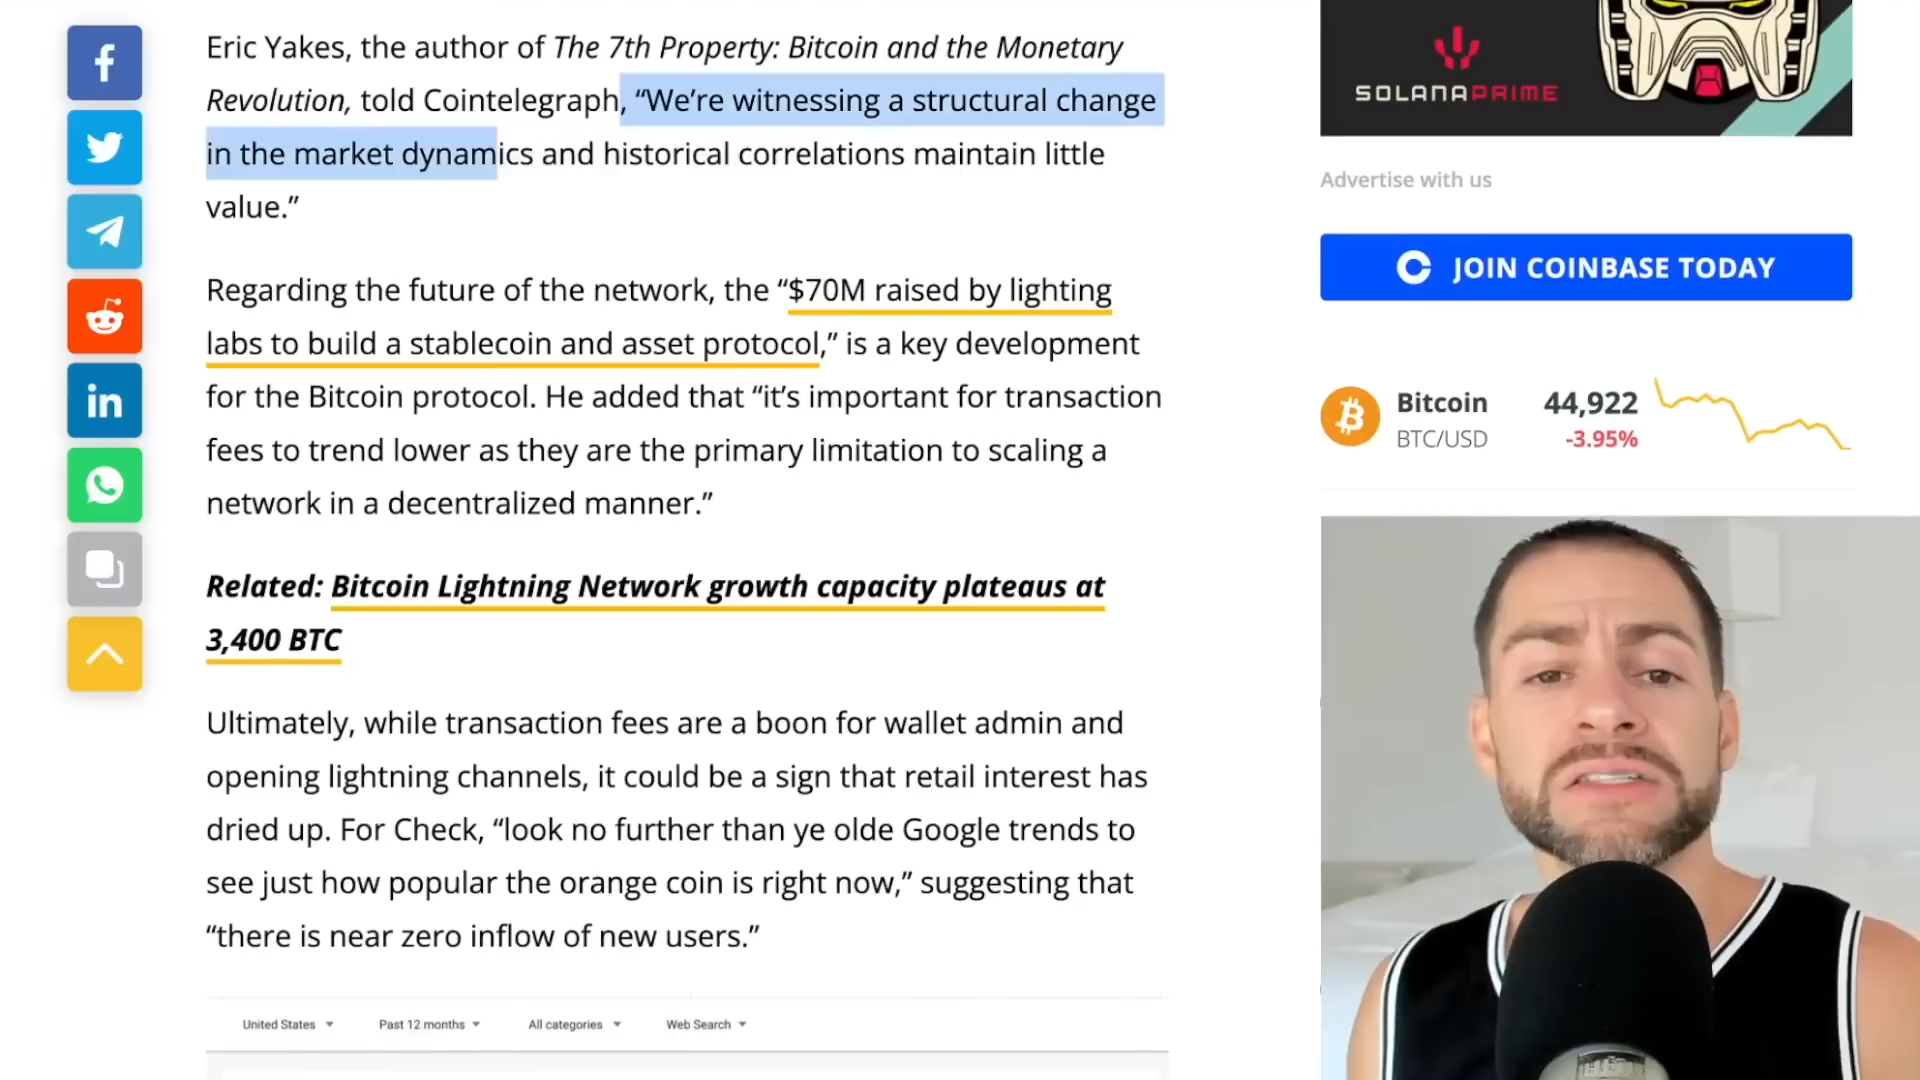 Eric Yakes, the author of The 7th Property: Bitcoin and the Monetary
Revolution, told Cointelegraph, “We’re witnessing a structural change
in the market dynamics and historical correlations maintain little
value.”
Regarding the future of the network, the “$70M raised by lighting
labs to build a stablecoin and asset protocol,” is a key development
for the Bitcoin protocol. He added that “it’s important for transaction
fees to trend lower as they are the primary limitation to scaling a
network in a decentralized manner.”
Related: Bitcoin Lightning Network growth capacity plateaus at
3,400 BTC
Ultimately, while transaction fees are a boon for wallet admin and
opening lightning channels, it could be a sign that retail interest has
dried up. For Check, “look no further than ye olde Google trends to
see just how popular the orange coin is right now,” suggesting that
“there is near zero inflow of new users.”
United States Past 12 months All categories Web Search
SOLANAPRIME
Advertise with us
JOIN COINBASE TODAY
Bitcoin 44,922
BTC/USD -3.95%